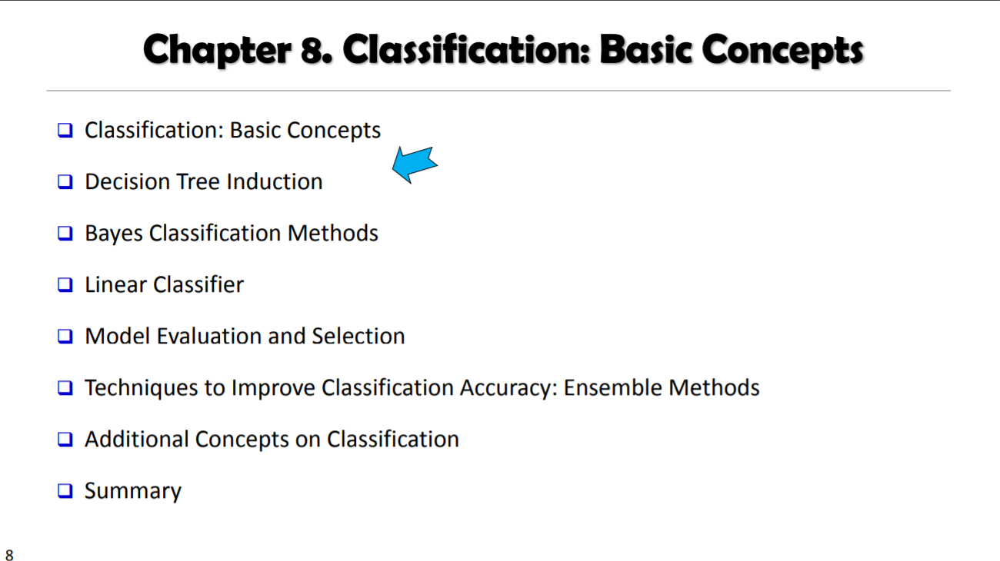 Chapter 8. Classification: Basic Concepts
Classification: Basic Concepts
Decision Tree Induction
Bayes Classification Methods
Linear Classifier
Model Evaluation and Selection
Techniques to Improve Classification Accuracy: Ensemble Methods
Additional Concepts on Classification
Summary
8